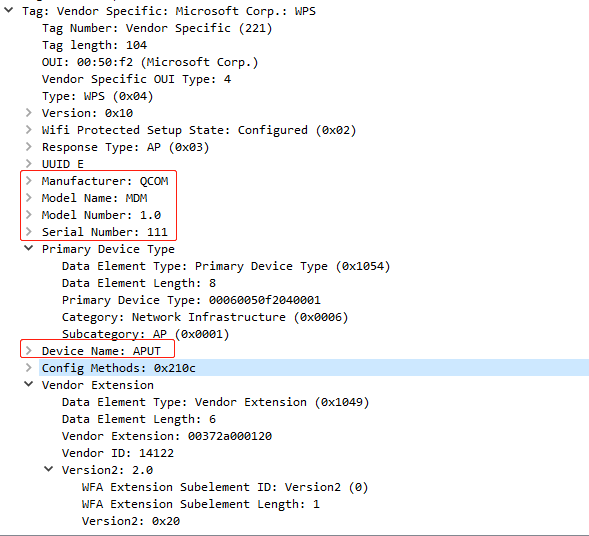 Tag: Vendor Specific: Microsoft Corp.: WPS
Tag Number: Vendor Specific (221)
Tag length: 104
OUI: 00:50:f2 (Microsoft Corp.)
Vendor Specific OUI Type: 4
Type: WPS (0x04)
Version: 0x10
Wifi Protected Setup State: Configured (0x02)
Response Type: AP (0x03)
UUID E
Manufacturer: QCOM
Model Name: MDM
Model Number: 1.0
Serial Number: 111
Primary Device Type
Data Element Type: Primary Device Type (0x1054)
Data Element Length: 8
Primary Device Type: 00060050f2040001
Category: Network Infrastructure (0x0006)
Subcategory: AP (0x0001)
Device Name: APUT
Config Methods: 0x210c
Vendor Extension
Data Element Type: Vendor Extension (0x1049)
Data Element Length: 6
Vendor Extension: 00372a000120
Vendor ID: 14122
Version2: 2.0
WFA Extension Subelement ID: Version2 (0)
WFA Extension Subelement Length: 1
Version2: 0x20